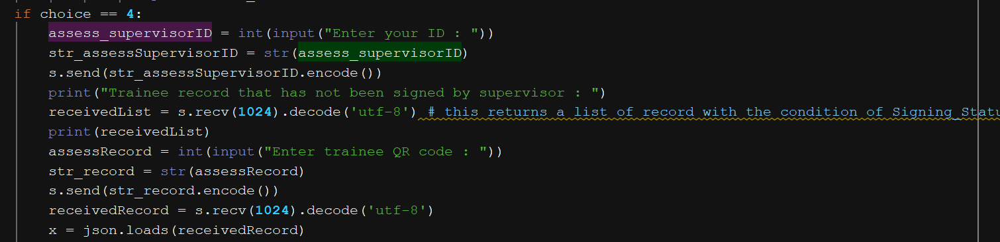 if choice == 4:
assess_supervisorID = int(input("Enter your ID : "))
str_assessSupervisorID = str(assess_supervisorID)
s.send(str_assessSupervisorID.encode())
print("Trainee record that has not been signed by supervisor : ")
receivedList = s.recv(1024).decode('utf-8') # this returns a list of record with the condition of Signing_Statu
print(receivedList)
assessRecord = int(input("Enter trainee QR code : "))
str_record = str(assessRecord)
s.send(str_record.encode())
receivedRecord = s.recv(1024).decode('utf-8')
x = json.loads(receivedRecord)